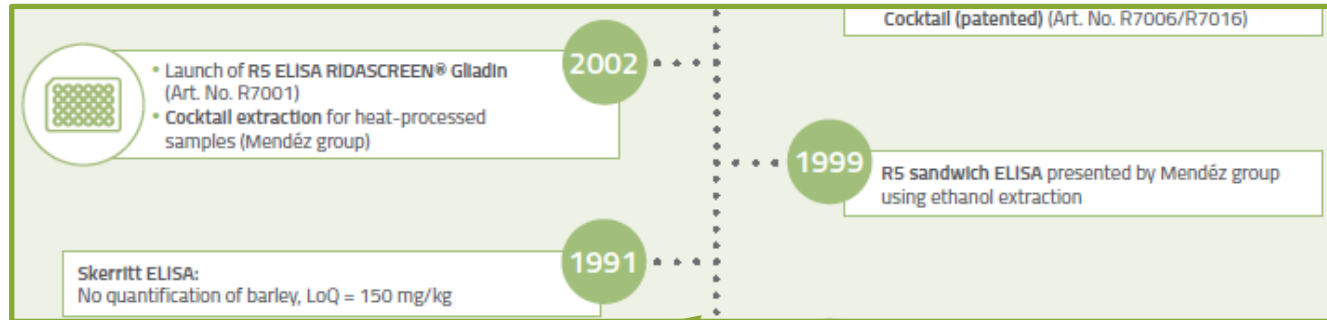 Cocktail (patented) (Art. No. R7006/R7016)
2002
• Launch of R5 ELISA RIDASCREEN® Gliadin
(Art. No. R7001)
• Cocktail extraction for heat-processed
samples (Mendéz group)
1999
R5 sandwich ELISA presented by Mendéz group
using ethanol extraction
1991
Skerritt ELISA:
No quantification of barley, LoQ = 150 mg/kg